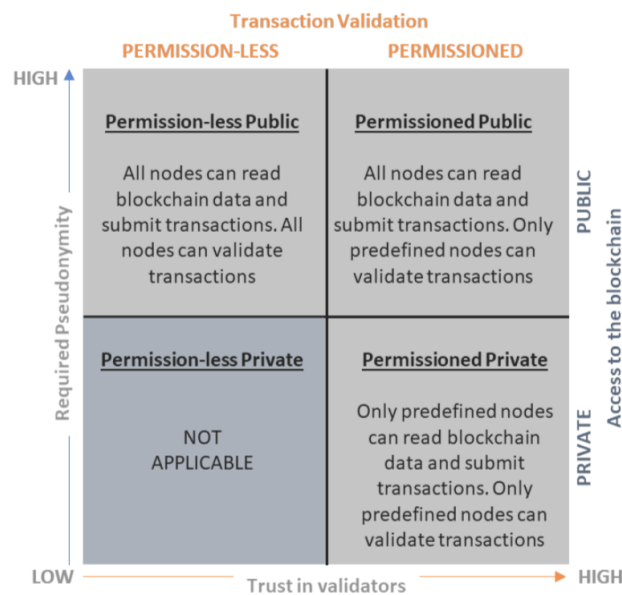 Transaction Validation
PERMISSION-LESS
PERMISSIONED
HIGH
Permission-less Public
All nodes can read
blockchain data and
submit transactions. All
nodes can validate
transactions
Permissioned Public
All nodes can read
blockchain data and
submit transactions. Only
predefined nodes can
validate transactions
PUBLIC
Required Pseudonymity
Access to the blockchain
Permission-less Private
NOT
APPLICABLE
Permissioned Private
Only predefined nodes
can read blockchain
data and submit
transactions. Only
predefined nodes can
validate transactions
PRIVATE
LOW
Trust in validators
HIGH